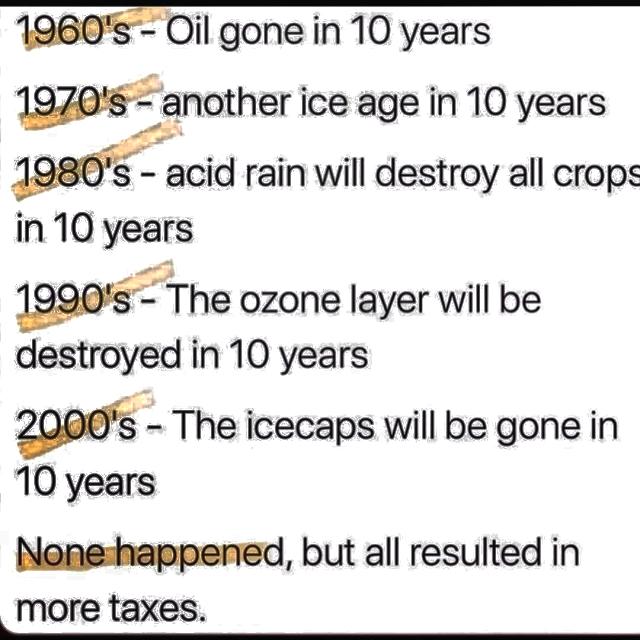 1960's - Oil gone in 10 years
1970's - another ice age in 10 years
1980's - acid rain will destroy all crops
in 10 years
1990's - The ozone layer will be
destroyed in 10 years
2000's - The icecaps will be gone in
10 years
None happened, but all resulted in
more taxes.